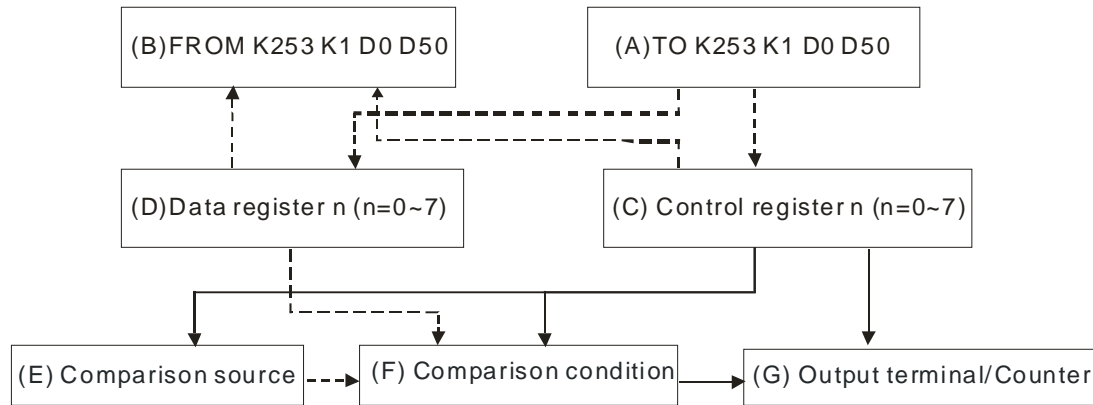 (B)FROM K253 K1 D0 D50
(A)TO K253 K1 D0 D50
(D)Data register n (n=0~7)
(C) Control register n (n=0~7)
(E) Comparison source
(F) Comparison condition
(G) Output terminal/Counter